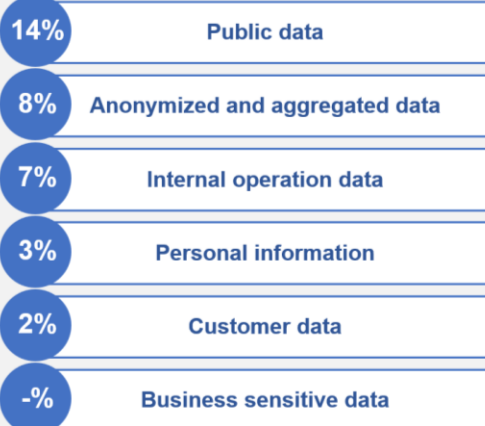 14% Public data
8% Anonymized and aggregated data
7% Internal operation data
3% Personal information
2% Customer data
-% Business sensitive data